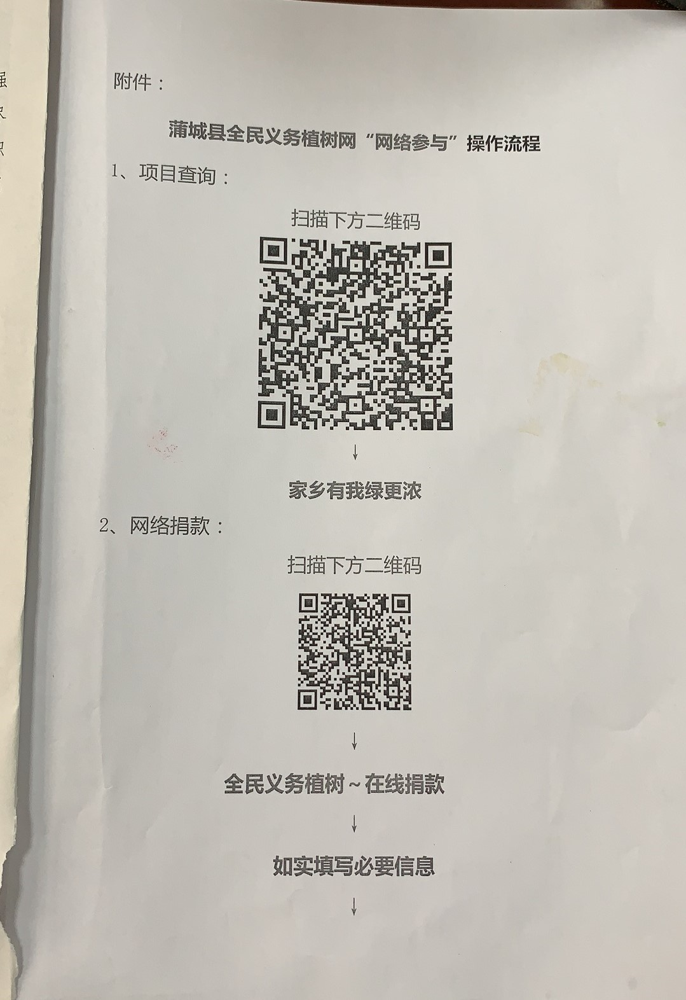 附件：
蒲城县全民义务植树网“网络参与”操作流程
1、项目查询：
扫描下方二维码
↓
家乡有我绿更浓
2、网络捐款：
扫描下方二维码
↓
全民义务植树~在线捐款
↓
如实填写必要信息
↓